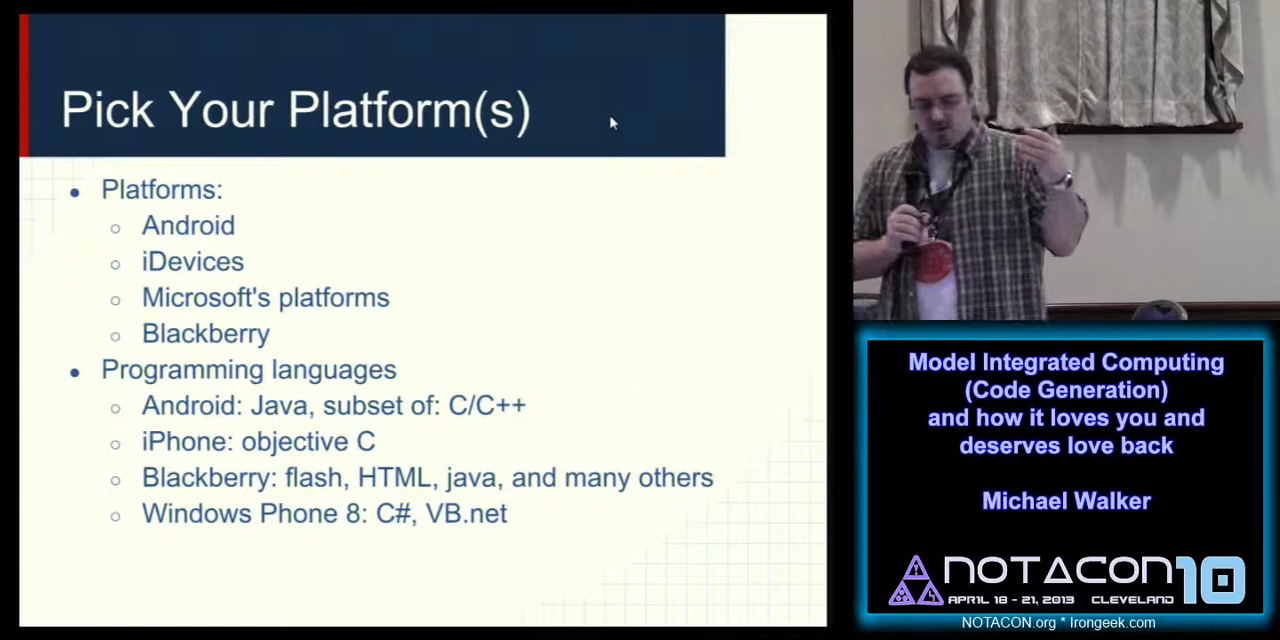 Pick Your Platform(s)
Platforms:
Android
iDevices
Microsoft's platforms
Blackberry
Programming languages
Android: Java, subset of: C/C++
iPhone: objective C
Blackberry: flash, HTML, java, and many others
Windows Phone 8: C#, VB.net
Model Integrated Computing
(Code Generation)
and how it loves you and
deserves love back
Michael Walker
NOTACON 10
APRIL 18 - 21, 2013 CLEVELAND
NOTACON.org * Irongeek.com